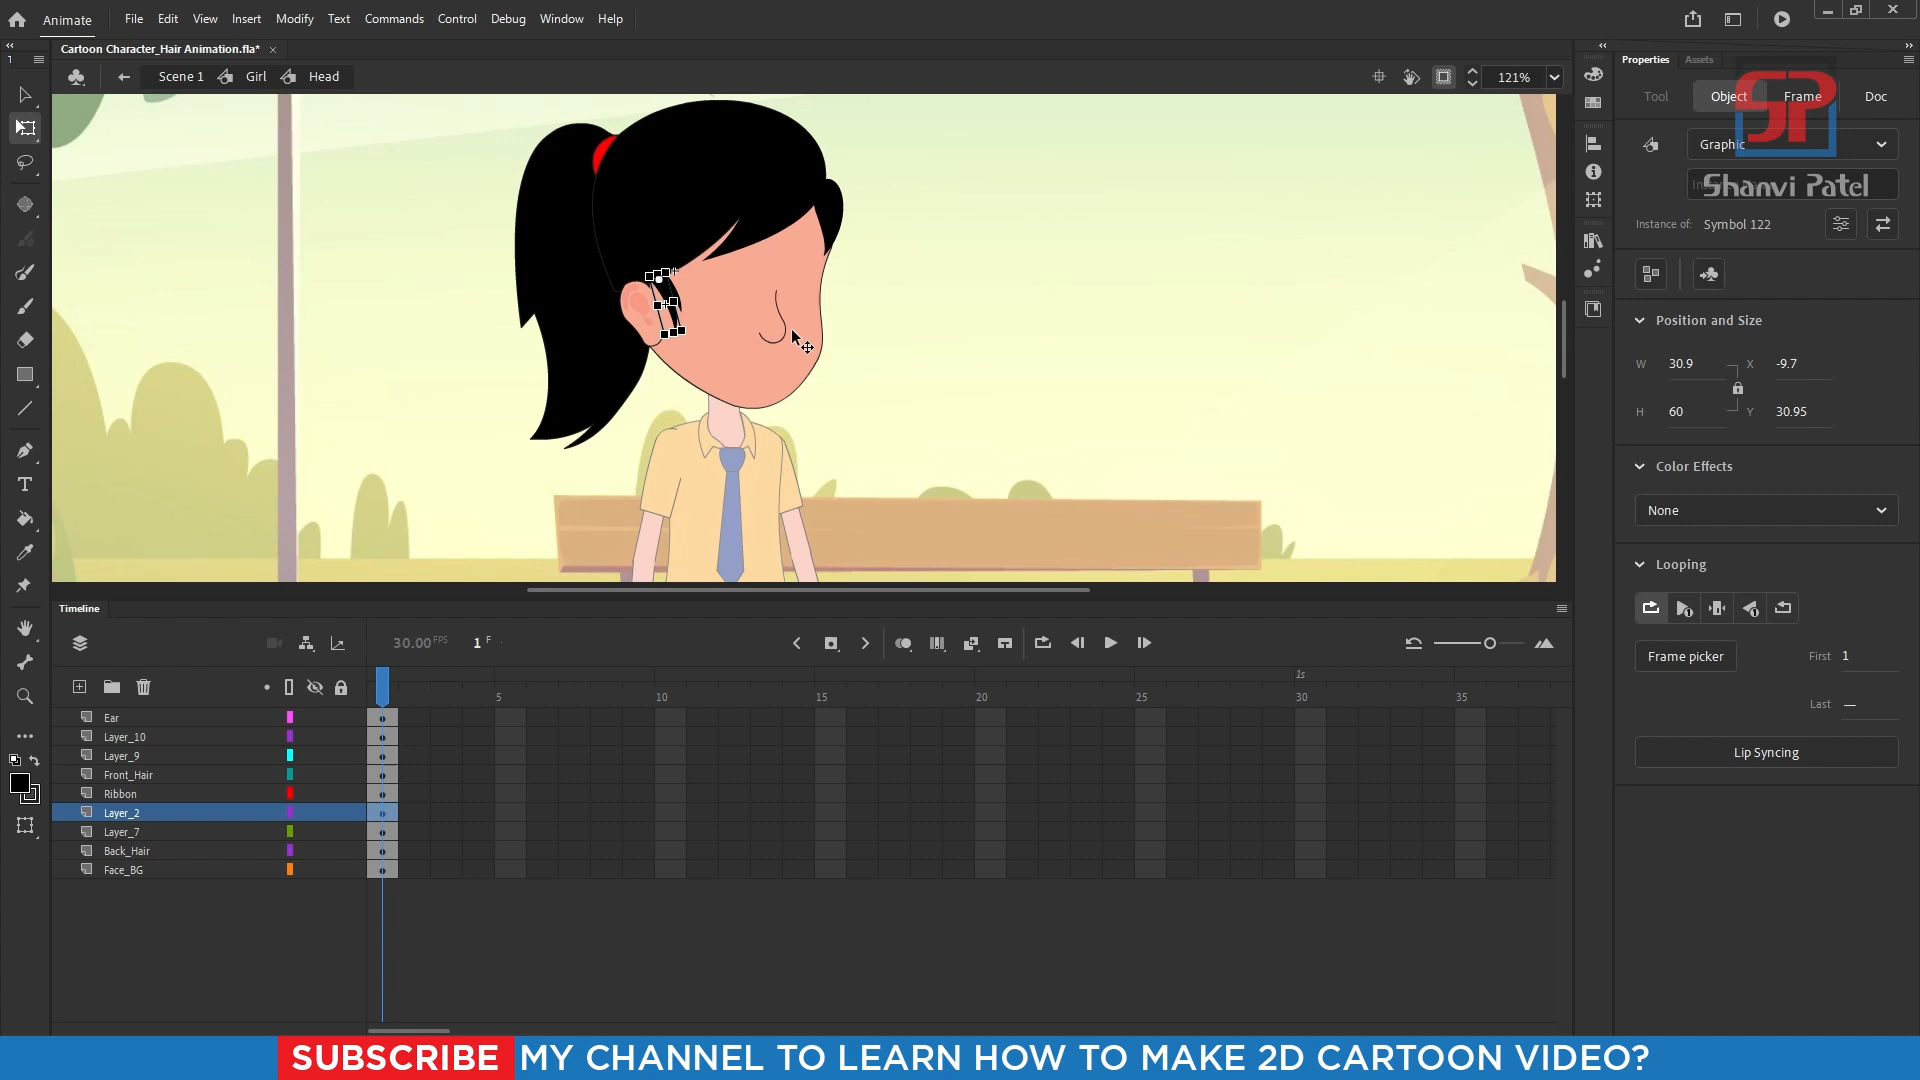 Animate
File Edit View Insert Modify Text Commands Control Debug Window Help
Cartoon Character_Hair Animation.fla*
Scene 1 Girl Head
121%
Properties Assets
Tool Object Frame Doc
Graphic
Shanvi Patel
Instance of: Symbol 122
Position and Size
W 30.9 X -9.7
H 60 Y 30.95
Color Effects
None
Looping
Frame picker First 1
Last —
Lip Syncing
Timeline
30.00 FPS 1 F
1s
5 10 15 20 25 30 35
Ear
Layer_10
Layer_9
Front_Hair
Ribbon
Layer_2
Layer_7
Back_Hair
Face_BG
SUBSCRIBE MY CHANNEL TO LEARN HOW TO MAKE 2D CARTOON VIDEO?